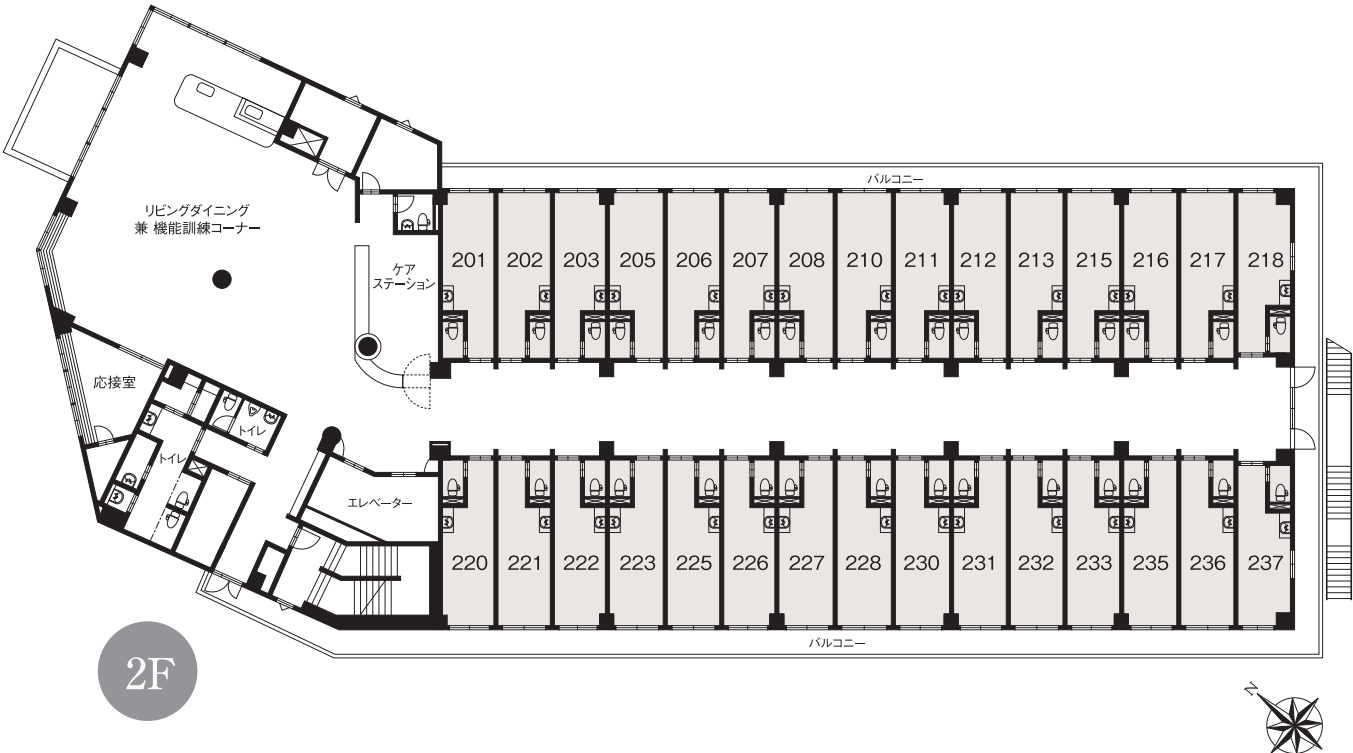 バルコニー
リビングダイニング
兼 機能訓練コーナー
ケア
ステーション
201 202 203 205 206 207 208 210 211 212 213 215 216 217 218
応接室
トイレ
トイレ
エレベーター
220 221 222 223 225 226 227 228 230 231 232 233 235 236 237
バルコニー
2F
N